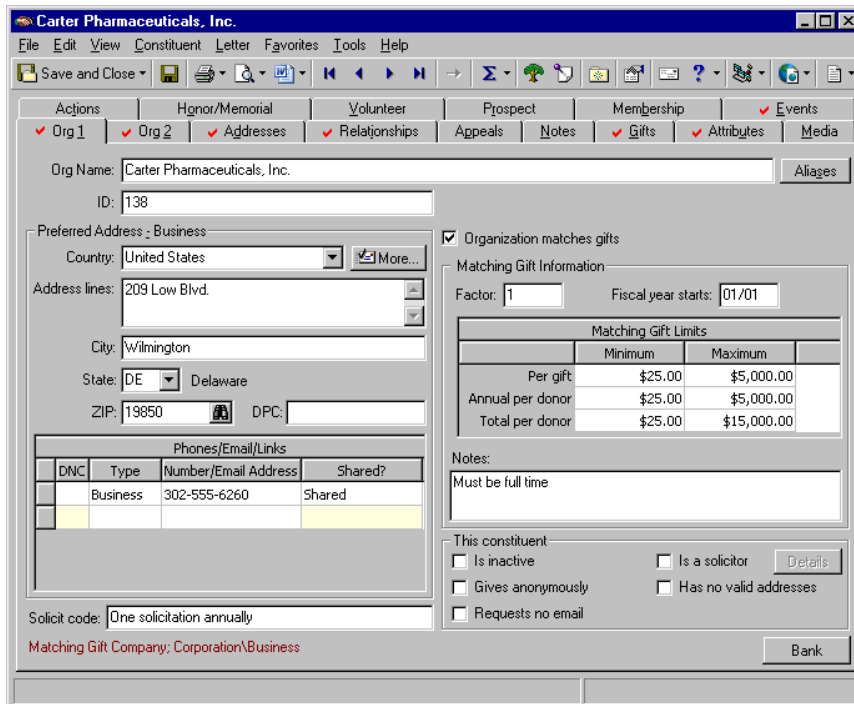 Carter Pharmaceuticals, Inc.
File Edit View Constituent Letter Favorites Tools Help
Save and Close
Actions Honor/Memorial Volunteer Prospect Membership Events
Org 1 Org 2 Addresses Relationships Appeals Notes Gifts Attributes Media
Org Name: Carter Pharmaceuticals, Inc. Aliases
ID: 138
Preferred Address - Business
Country: United States More...
Address lines: 209 Low Blvd.
City: Wilmington
State: DE Delaware
ZIP: 19850 DPC:
Phones/Email/Links
DNC Type Number/Email Address Shared?
Business 302-555-6260 Shared
Solicit code: One solicitation annually
Matching Gift Company; Corporation\Business
Organization matches gifts
Matching Gift Information
Factor: 1 Fiscal year starts: 01/01
Matching Gift Limits
Minimum Maximum
Per gift $25.00 $5,000.00
Annual per donor $25.00 $5,000.00
Total per donor $25.00 $15,000.00
Notes:
Must be full time
This constituent
Is inactive Is a solicitor Details
Gives anonymously Has no valid addresses
Requests no email
Bank